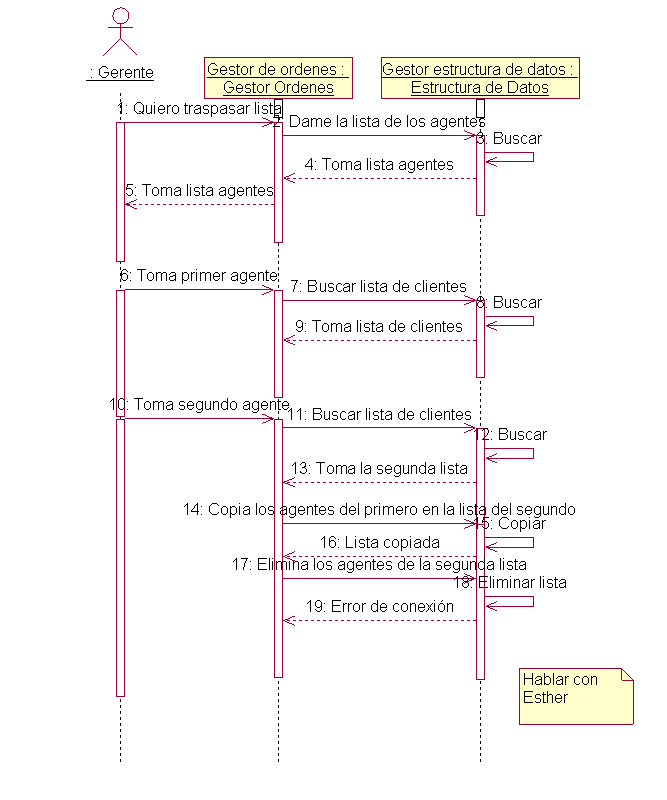 : Gerente
Gestor de ordenes :
Gestor Ordenes
Gestor estructura de datos :
Estructura de Datos
1: Quiero traspasar lista
2: Dame la lista de los agentes
3: Buscar
4: Toma lista agentes
5: Toma lista agentes
6: Toma primer agente
7: Buscar lista de clientes
8: Buscar
9: Toma lista de clientes
10: Toma segundo agente
11: Buscar lista de clientes
12: Buscar
13: Toma la segunda lista
14: Copia los agentes del primero en la lista del segundo
15: Copiar
16: Lista copiada
17: Elimina los agentes de la segunda lista
18: Eliminar lista
19: Error de conexión
Hablar con
Esther